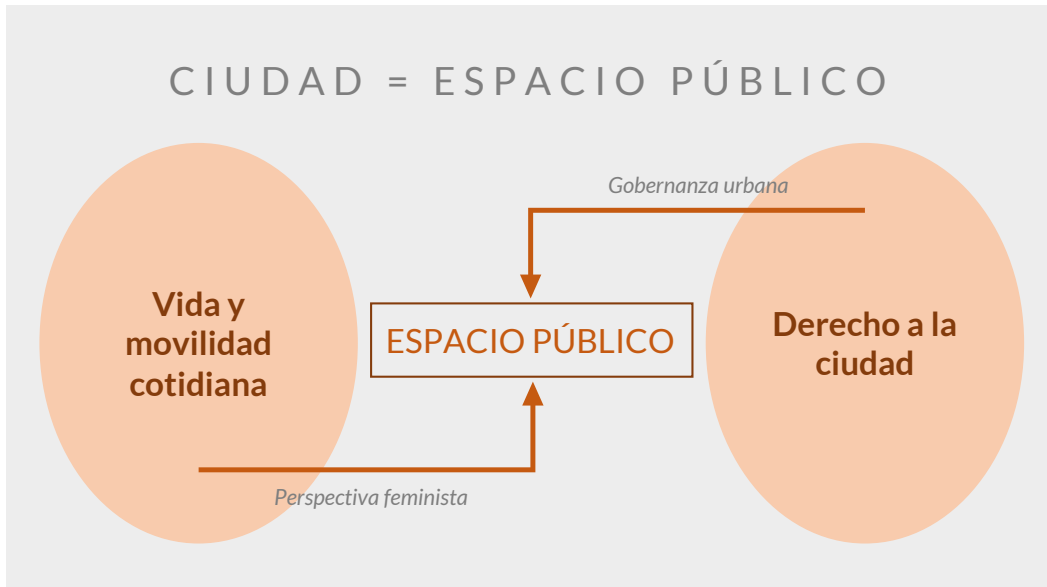 CIUDAD = ESPACIO PÚBLICO
Gobernanza urbana
Vida y
movilidad
cotidiana
ESPACIO PÚBLICO
Derecho a la
ciudad
Perspectiva feminista